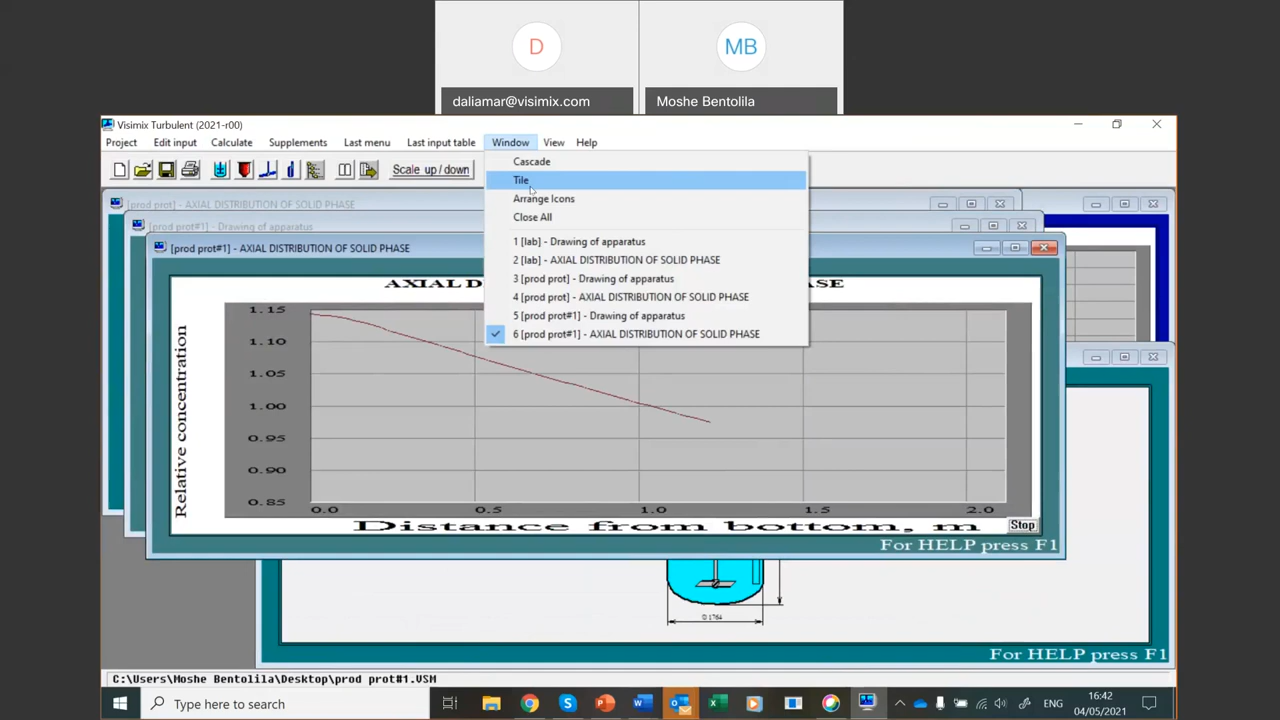 D
MB
daliamar@visimix.com
Moshe Bentolila
Visimix Turbulent (2021-r00)
Project Edit input Calculate Supplements Last menu Last input table Window View Help
Scale up/down
Cascade
Tile
Arrange Icons
Close All
1 [lab] - Drawing of apparatus
2 [lab] - AXIAL DISTRIBUTION OF SOLID PHASE
3 [prod prot] - Drawing of apparatus
4 [prod prot] - AXIAL DISTRIBUTION OF SOLID PHASE
5 [prod prot#1] - Drawing of apparatus
6 [prod prot#1] - AXIAL DISTRIBUTION OF SOLID PHASE
[prod prot] - AXIAL DISTRIBUTION OF SOLID PHASE
[prod prot#1] - Drawing of apparatus
[prod prot#1] - AXIAL DISTRIBUTION OF SOLID PHASE
AXIAL D
ASE
Relative concentration
1.15
1.10
1.05
1.00
0.95
0.90
0.85
0.0 0.5 1.0 1.5 2.0
Distance from bottom, m
Stop
For HELP press F1
For HELP press F1
C:\Users\Moshe Bentolila\Desktop\prod prot#1.VSM
Type here to search
ENG
16:42
04/05/2021